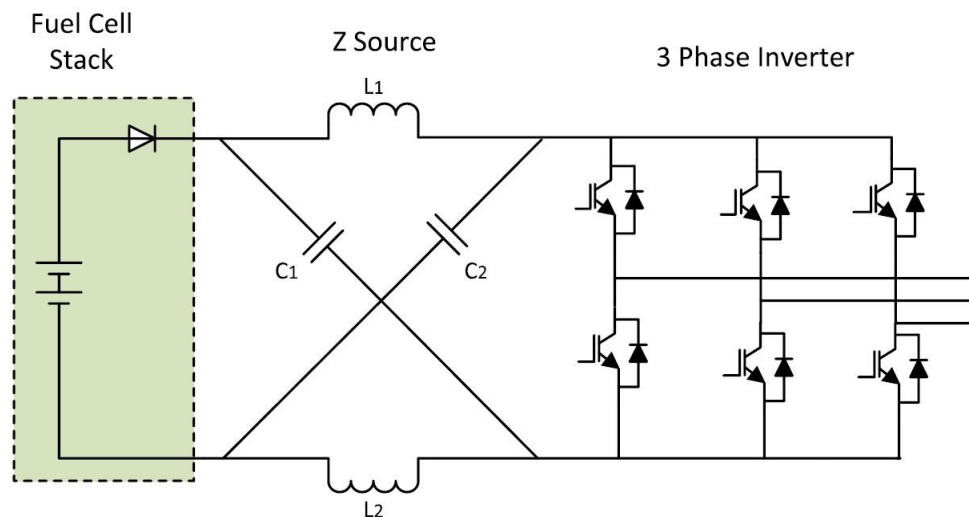 Fuel Cell
Stack
Z Source
3 Phase Inverter
L1
C1
C2
L2